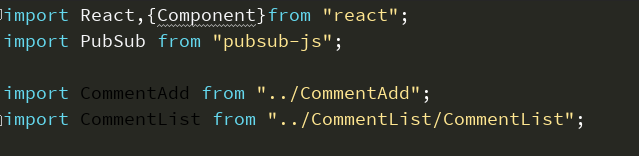 import React,{Component}from "react";
import PubSub from "pubsub-js";
import CommentAdd from "../CommentAdd";
import CommentList from "../CommentList/CommentList";